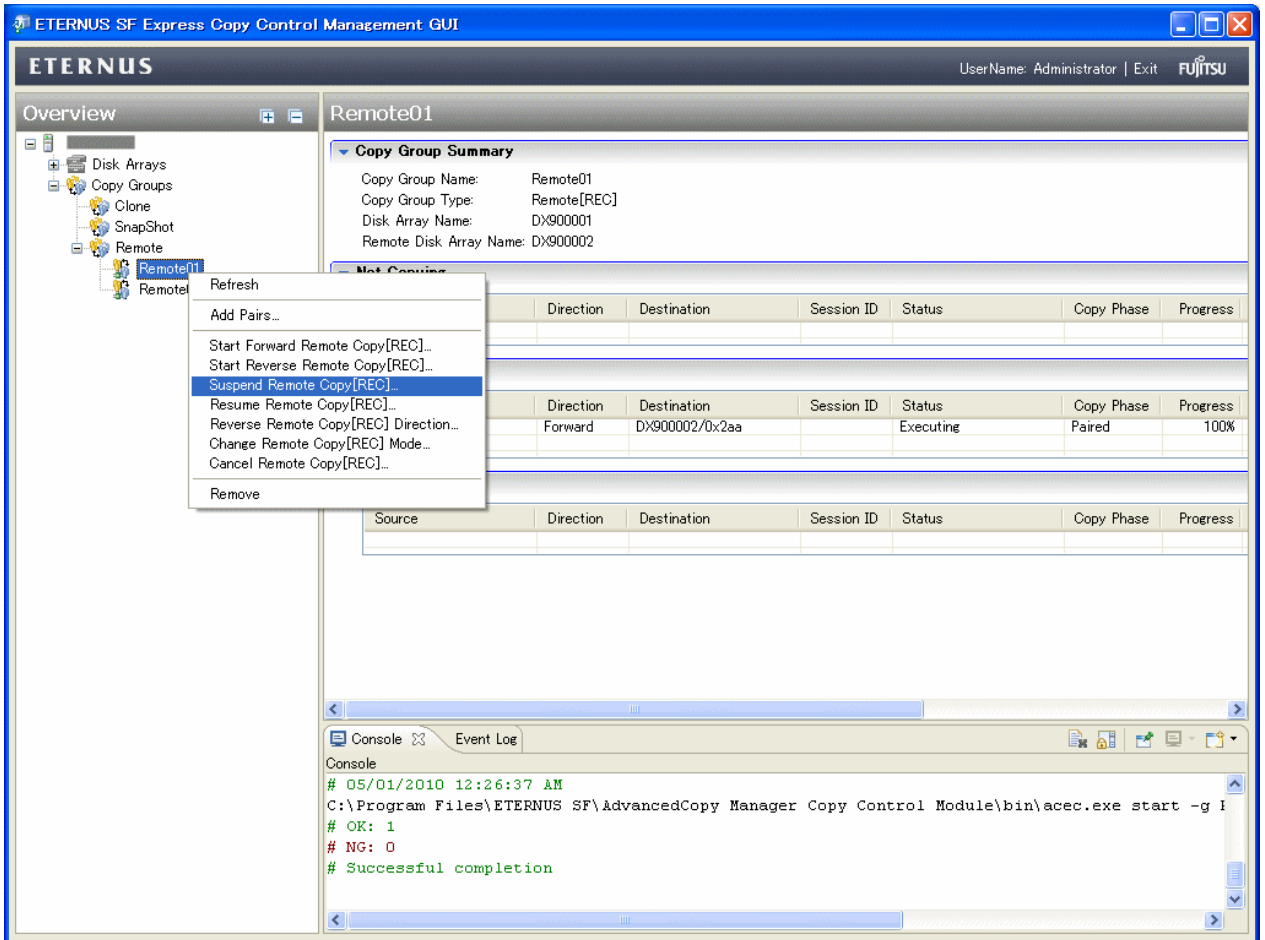 ETERNUS SF Express Copy Control Management GUI
ETERNUS
UserName: Administrator | Exit
FUJITSU
Overview
Disk Arrays
Copy Groups
Clone
SnapShot
Remote
Remote01
Remote
Refresh
Add Pairs...
Start Forward Remote Copy[REC]...
Start Reverse Remote Copy[REC]...
Suspend Remote Copy[REC]...
Resume Remote Copy[REC]...
Reverse Remote Copy[REC] Direction...
Change Remote Copy[REC] Mode...
Cancel Remote Copy[REC]...
Remove
Remote01
Copy Group Summary
Copy Group Name: Remote01
Copy Group Type: Remote[REC]
Disk Array Name: DX900001
Remote Disk Array Name: DX900002
Not Copying
Direction Destination Session ID Status Copy Phase Progress
Direction Destination Session ID Status Copy Phase Progress
Forward DX900002/0x2aa Executing Paired 100%
Source Direction Destination Session ID Status Copy Phase Progress
Console Event Log
Console
# 05/01/2010 12:26:37 AM
C:\Program Files\ETERNUS SF\AdvancedCopy Manager Copy Control Module\bin\acec.exe start -g
# OK: 1
# NG: 0
# Successful completion